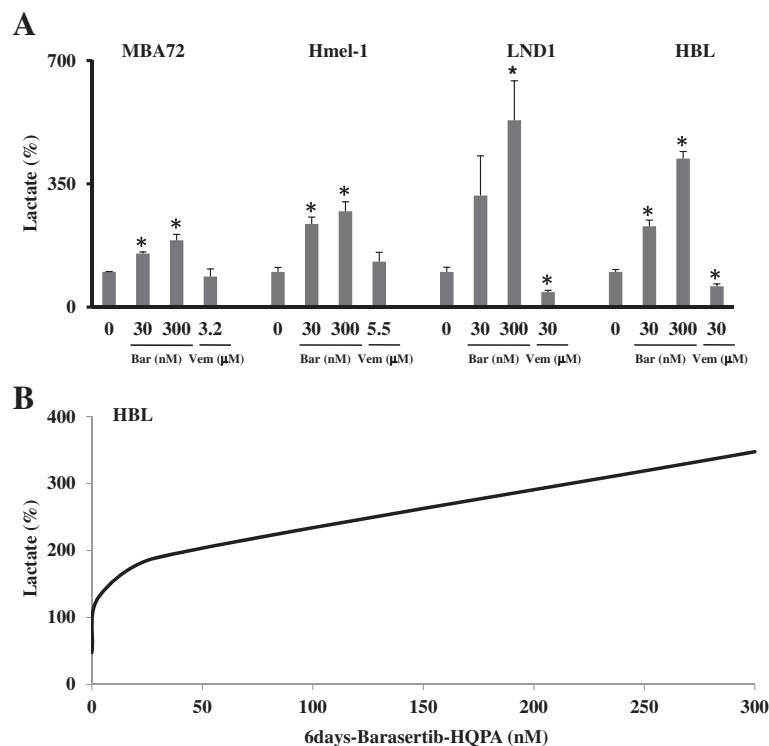 A
MBA72 Hmel-1 LND1 HBL
700
350
0
Lactate (%)
* * * * * * * *
0 30 300 3.2 0 30 300 5.5 0 30 300 30 0 30 300 30
Bar (nM) Vem (µM) Bar (nM) Vem (µM) Bar (nM) Vem (µM) Bar (nM) Vem (µM)
B
HBL
400
300
200
100
0
Lactate (%)
0 50 100 150 200 250 300
6days-Barasertib-HQPA (nM)